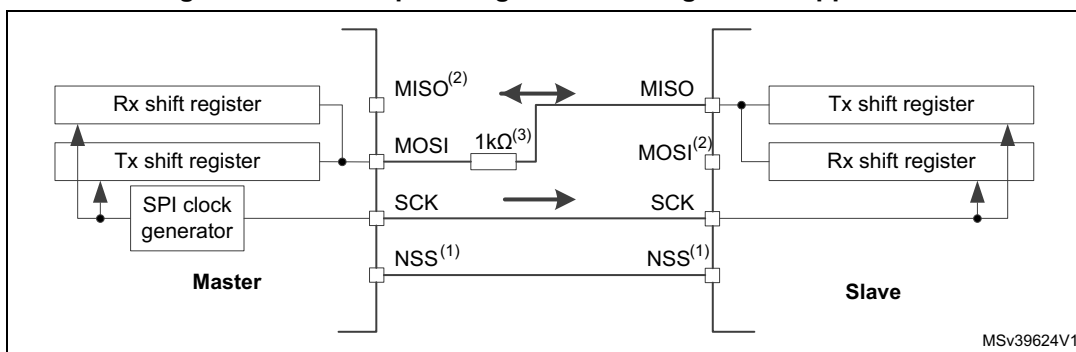 MISO(2)
MISO
Rx shift register
Tx shift register
MOSI
1kΩ(3)
MOSI(2)
Tx shift register
Rx shift register
SPI clock
generator
SCK
SCK
NSS(1)
NSS(1)
Master
Slave
MSv39624V1